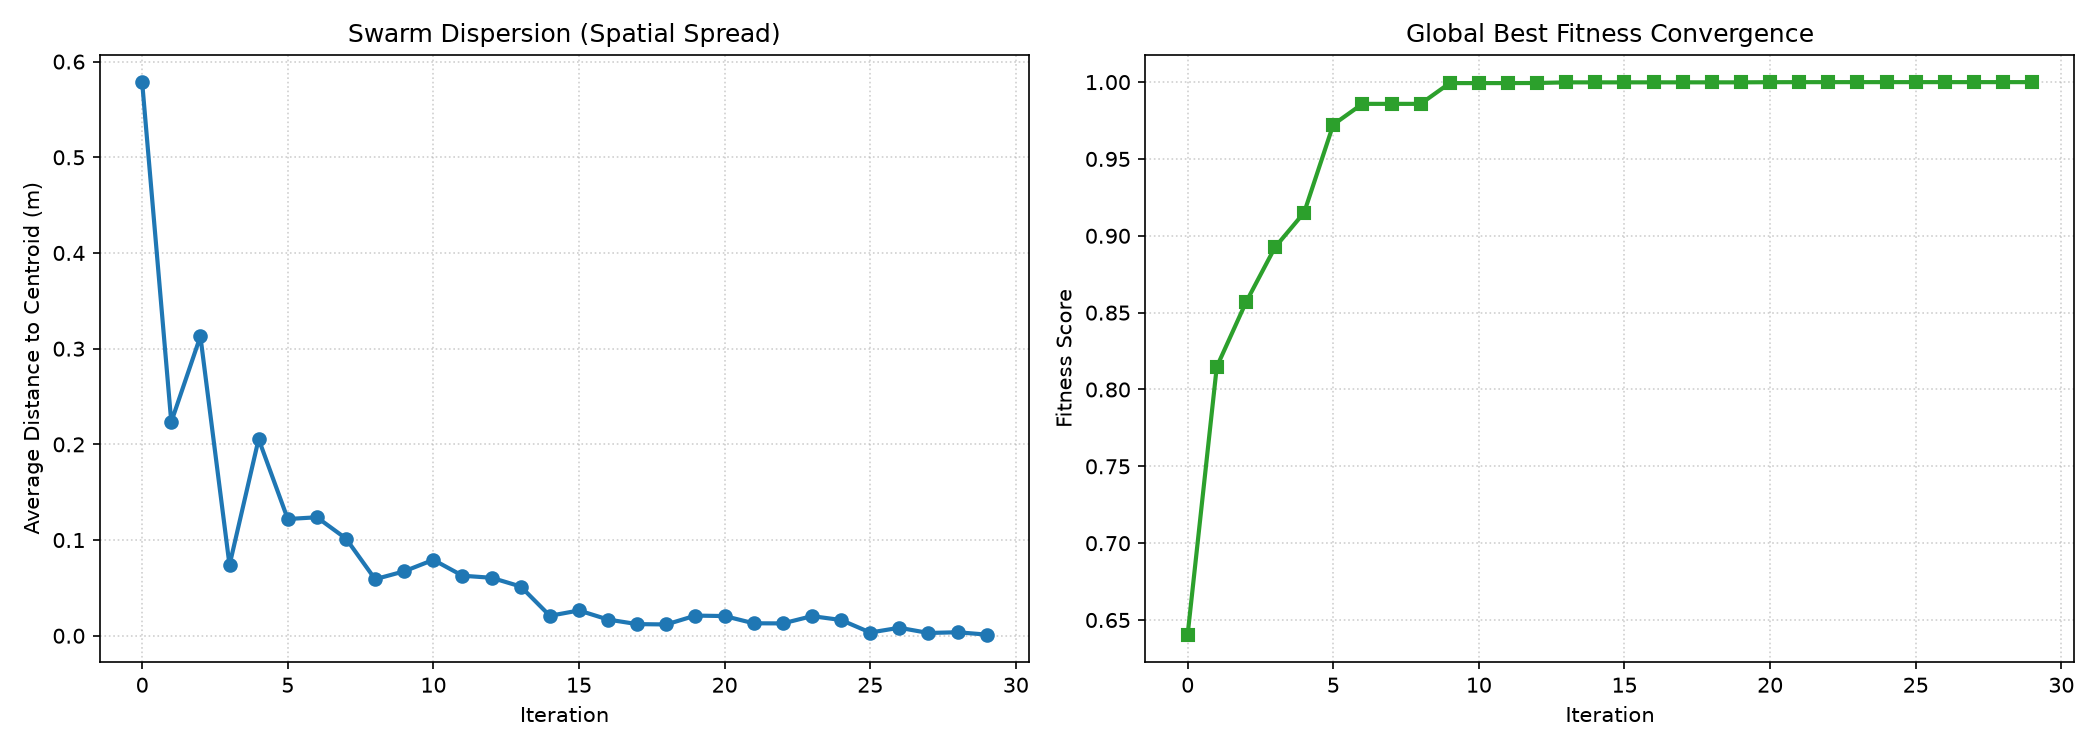 Swarm Dispersion (Spatial Spread)
Average Distance to Centroid (m)
0.6
0.5
0.4
0.3
0.2
0.1
0.0
0 5 10 15 20 25 30
Iteration
Global Best Fitness Convergence
Fitness Score
1.00
0.95
0.90
0.85
0.80
0.75
0.70
0.65
0 5 10 15 20 25 30
Iteration